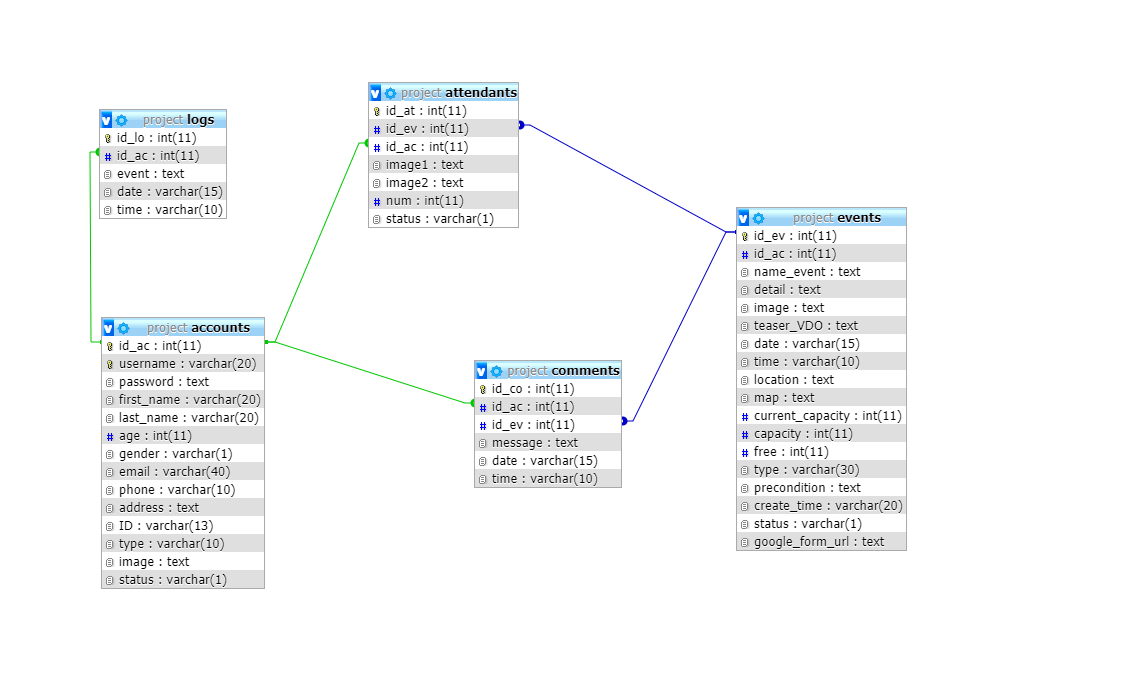 project logs
id_lo : int(11)
id_ac : int(11)
event : text
date : varchar(15)
time : varchar(10)
project attendants
id_at : int(11)
id_ev : int(11)
id_ac : int(11)
image1 : text
image2 : text
num : int(11)
status : varchar(1)
project accounts
id_ac : int(11)
username : varchar(20)
password : text
first_name : varchar(20)
last_name : varchar(20)
age : int(11)
gender : varchar(1)
email : varchar(40)
phone : varchar(10)
address : text
ID : varchar(13)
type : varchar(10)
image : text
status : varchar(1)
project comments
id_co : int(11)
id_ac : int(11)
id_ev : int(11)
message : text
date : varchar(15)
time : varchar(10)
project events
id_ev : int(11)
id_ac : int(11)
name_event : text
detail : text
image : text
teaser_VDO : text
date : varchar(15)
time : varchar(10)
location : text
map : text
current_capacity : int(11)
capacity : int(11)
free : int(11)
type : varchar(30)
precondition : text
create_time : varchar(20)
status : varchar(1)
google_form_url : text